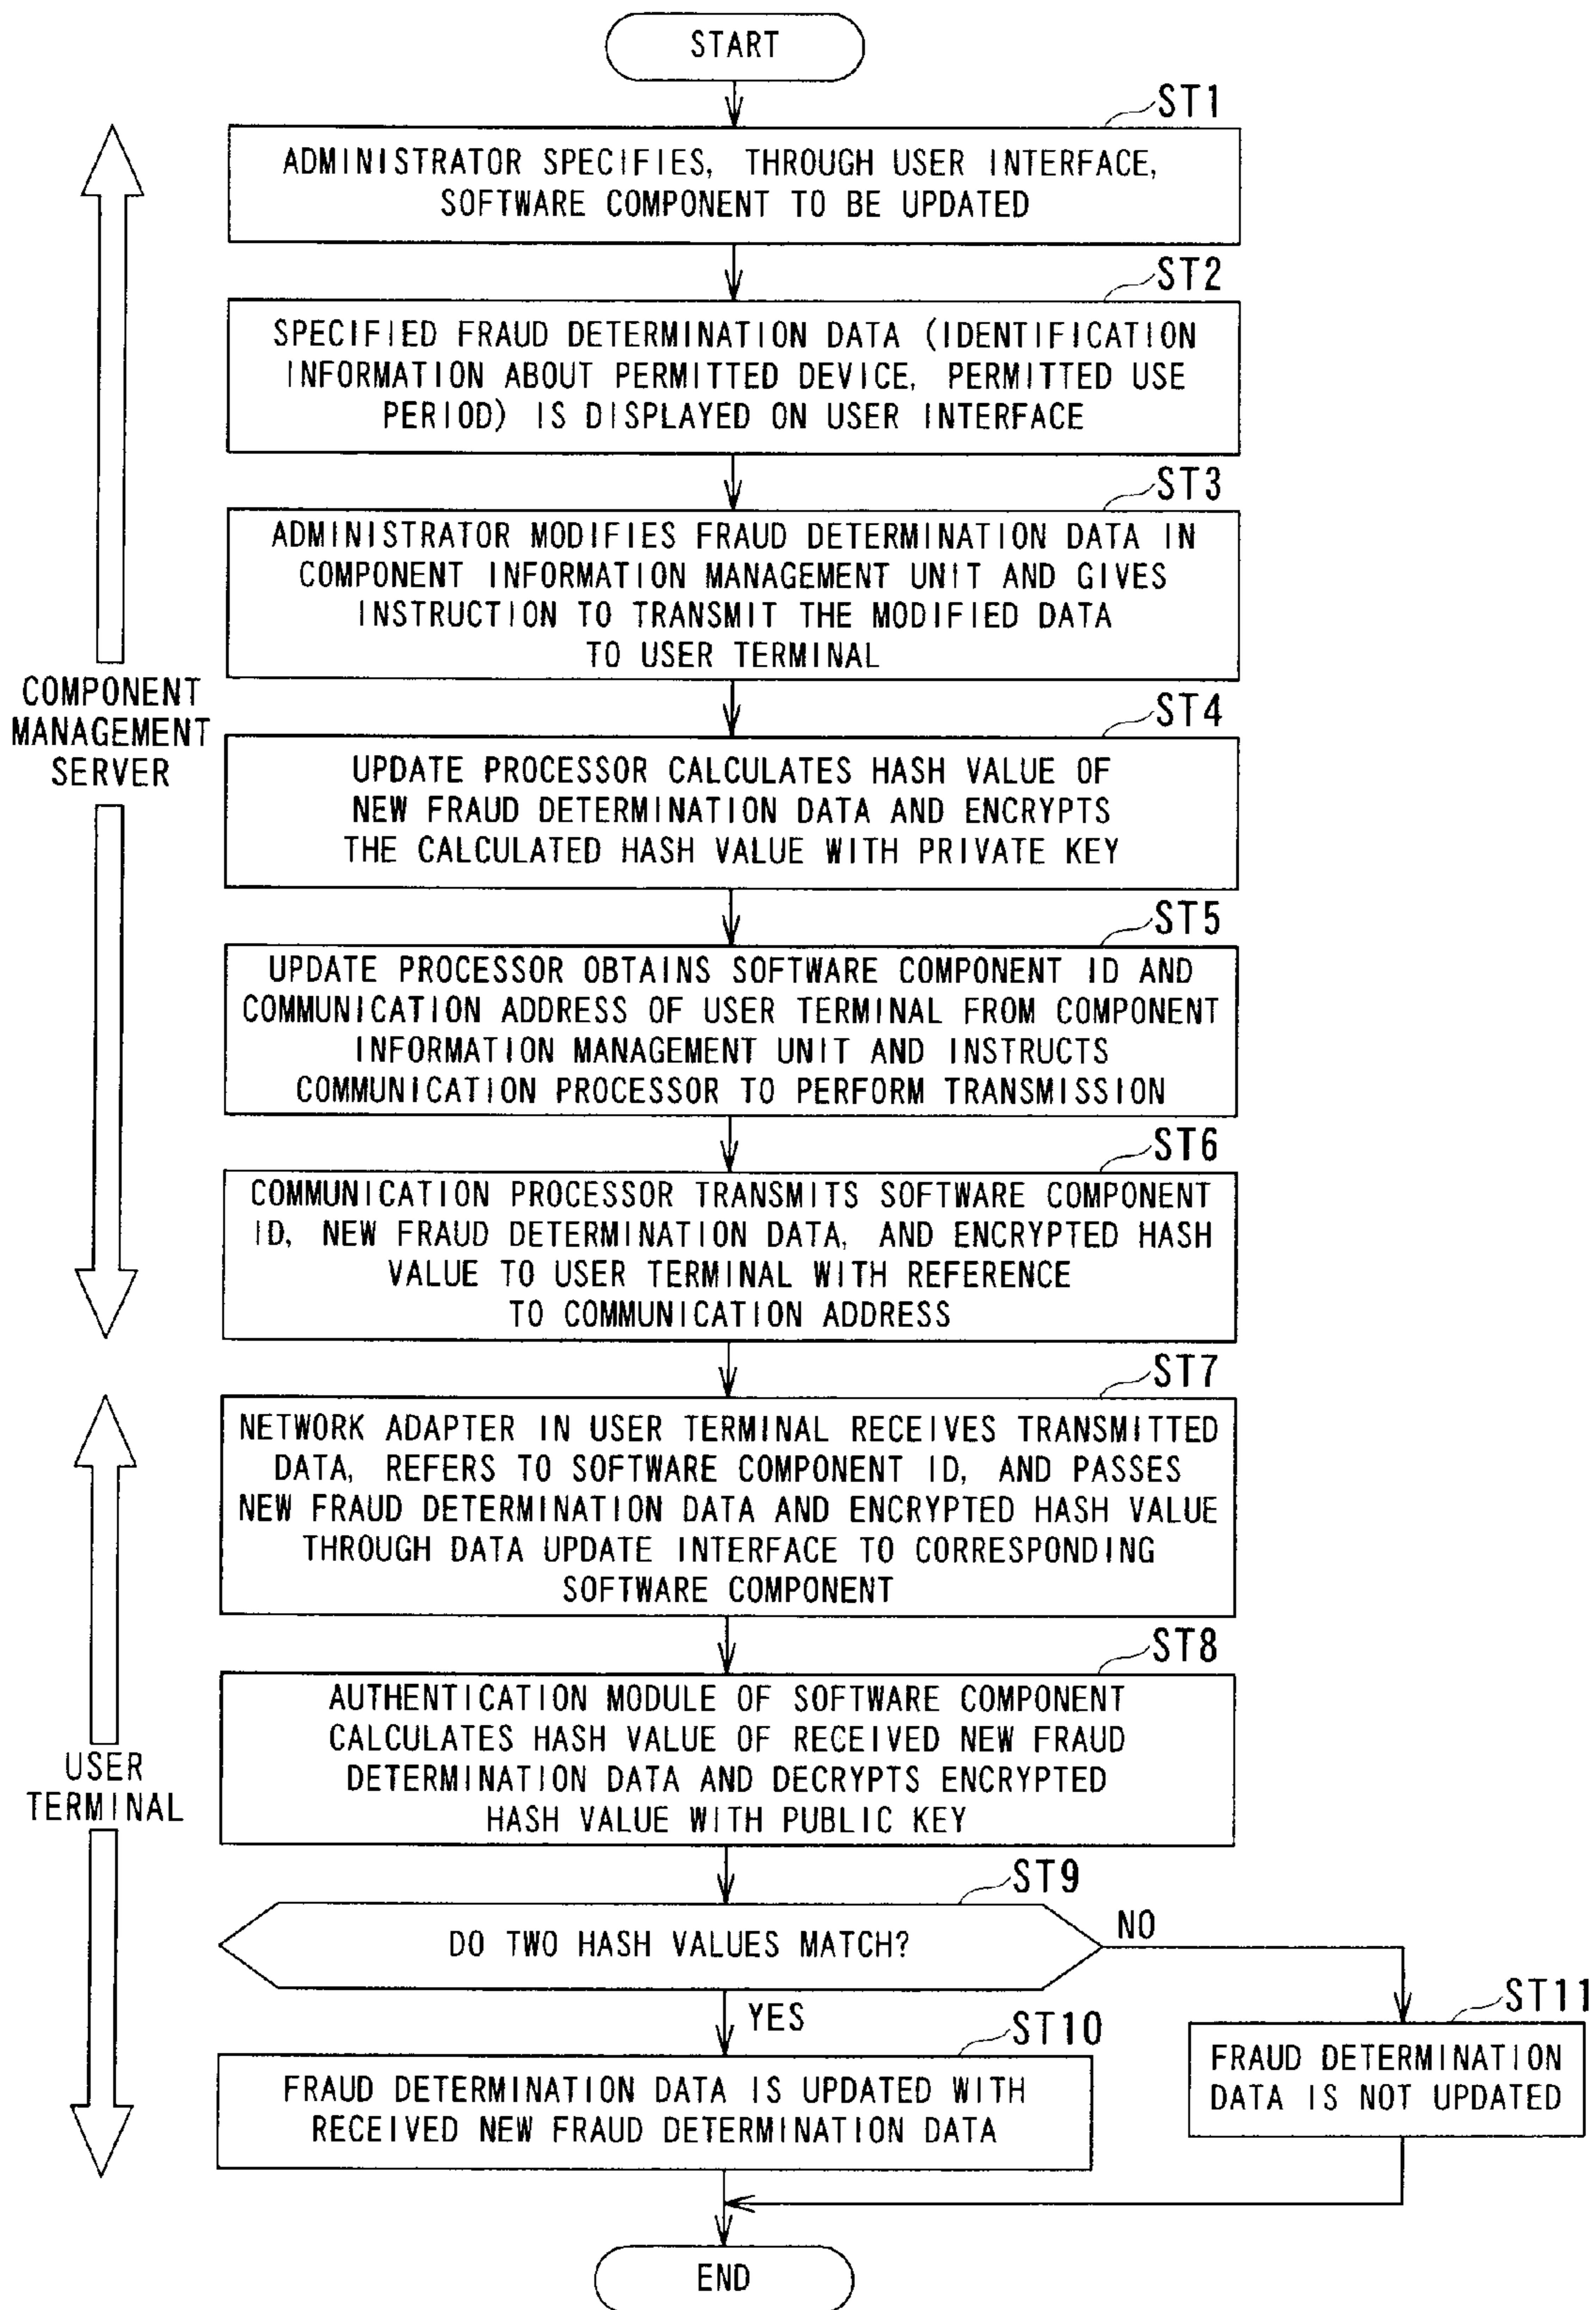 START
ST1
ADMINISTRATOR SPECIFIES, THROUGH USER INTERFACE,
SOFTWARE COMPONENT TO BE UPDATED
ST2
SPECIFIED FRAUD DETERMINATION DATA (IDENTIFICATION
INFORMATION ABOUT PERMITTED DEVICE, PERMITTED USE
PERIOD) IS DISPLAYED ON USER INTERFACE
ST3
ADMINISTRATOR MODIFIES FRAUD DETERMINATION DATA IN
COMPONENT INFORMATION MANAGEMENT UNIT AND GIVES
INSTRUCTION TO TRANSMIT THE MODIFIED DATA
TO USER TERMINAL
COMPONENT
MANAGEMENT
SERVER
ST4
UPDATE PROCESSOR CALCULATES HASH VALUE OF
NEW FRAUD DETERMINATION DATA AND ENCRYPTS
THE CALCULATED HASH VALUE WITH PRIVATE KEY
ST5
UPDATE PROCESSOR OBTAINS SOFTWARE COMPONENT ID AND
COMMUNICATION ADDRESS OF USER TERMINAL FROM COMPONENT
INFORMATION MANAGEMENT UNIT AND INSTRUCTS
COMMUNICATION PROCESSOR TO PERFORM TRANSMISSION
ST6
COMMUNICATION PROCESSOR TRANSMITS SOFTWARE COMPONENT
ID, NEW FRAUD DETERMINATION DATA, AND ENCRYPTED HASH
VALUE TO USER TERMINAL WITH REFERENCE
TO COMMUNICATION ADDRESS
ST7
NETWORK ADAPTER IN USER TERMINAL RECEIVES TRANSMITTED
DATA, REFERS TO SOFTWARE COMPONENT ID, AND PASSES
NEW FRAUD DETERMINATION DATA AND ENCRYPTED HASH VALUE
THROUGH DATA UPDATE INTERFACE TO CORRESPONDING
SOFTWARE COMPONENT
ST8
AUTHENTICATION MODULE OF SOFTWARE COMPONENT
CALCULATES HASH VALUE OF RECEIVED NEW FRAUD
DETERMINATION DATA AND DECRYPTS ENCRYPTED
HASH VALUE WITH PUBLIC KEY
USER
TERMINAL
ST9
DO TWO HASH VALUES MATCH?
NO
YES
ST10
FRAUD DETERMINATION DATA IS UPDATED WITH
RECEIVED NEW FRAUD DETERMINATION DATA
ST11
FRAUD DETERMINATION
DATA IS NOT UPDATED
END